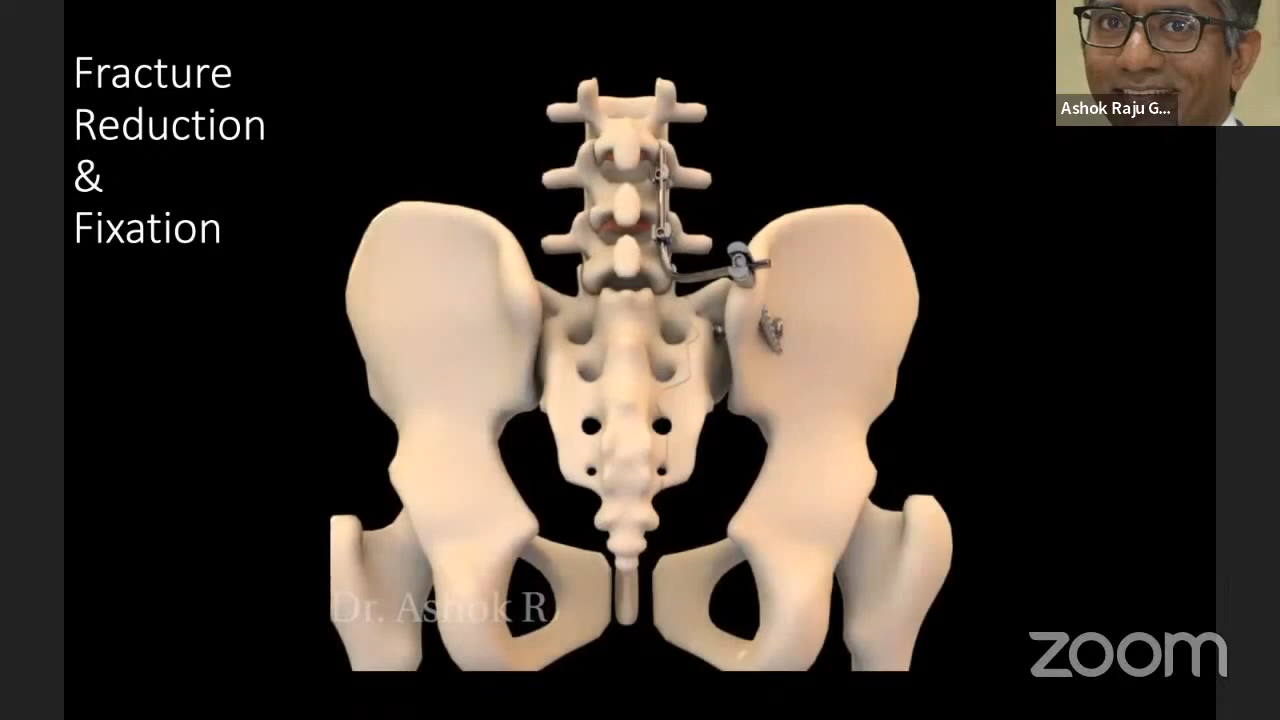 Fracture
Reduction
&
Fixation
Ashok Raju G...
Dr. Ashok R
zoom